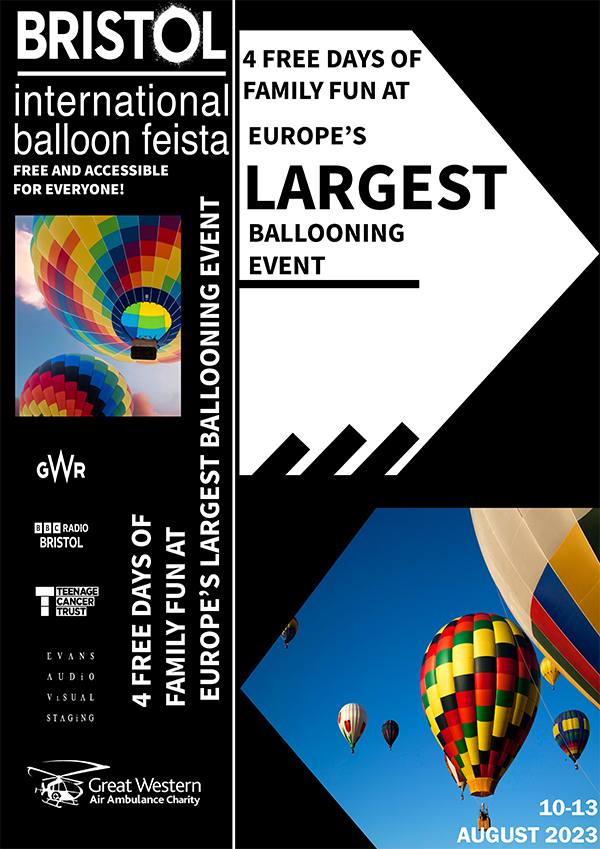 BRISTOL
international
balloon feista
FREE AND ACCESSIBLE
FOR EVERYONE!
4 FREE DAYS OF
FAMILY FUN AT
EUROPE'S LARGEST BALLOONING EVENT
GWR
BBC RADIO
BRISTOL
TEENAGE
CANCER
TRUST
EVANS
AUDiO
ViSUAL
STAGiNG
Great Western
Air Ambulance Charity
4 FREE DAYS OF
FAMILY FUN AT
EUROPE'S
LARGEST
BALLOONING
EVENT
10-13
AUGUST 2023